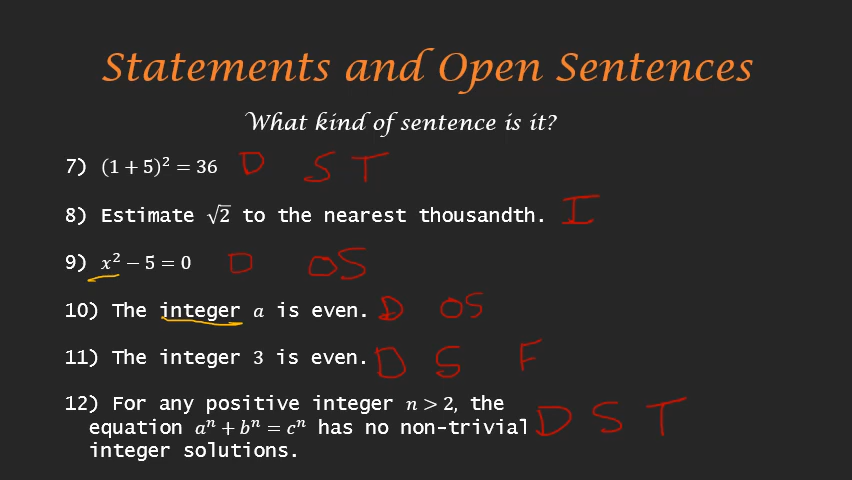 Statements and Open Sentences
What kind of sentence is it?
7) (1 + 5)² = 36 D S T
8) Estimate √2 to the nearest thousandth. I
9) x² − 5 = 0 D OS
10) The integer a is even. D OS
11) The integer 3 is even. D S F
12) For any positive integer n > 2, the
equation aⁿ + bⁿ = cⁿ has no non-trivial D S T
integer solutions.